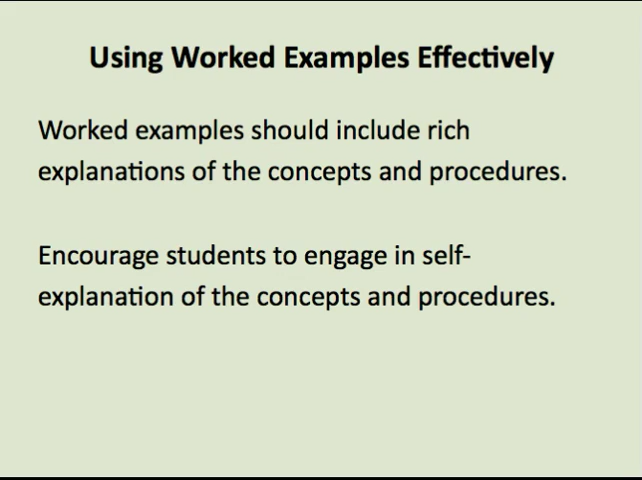 Using Worked Examples Effectively
Worked examples should include rich
explanations of the concepts and procedures.
Encourage students to engage in self-
explanation of the concepts and procedures.